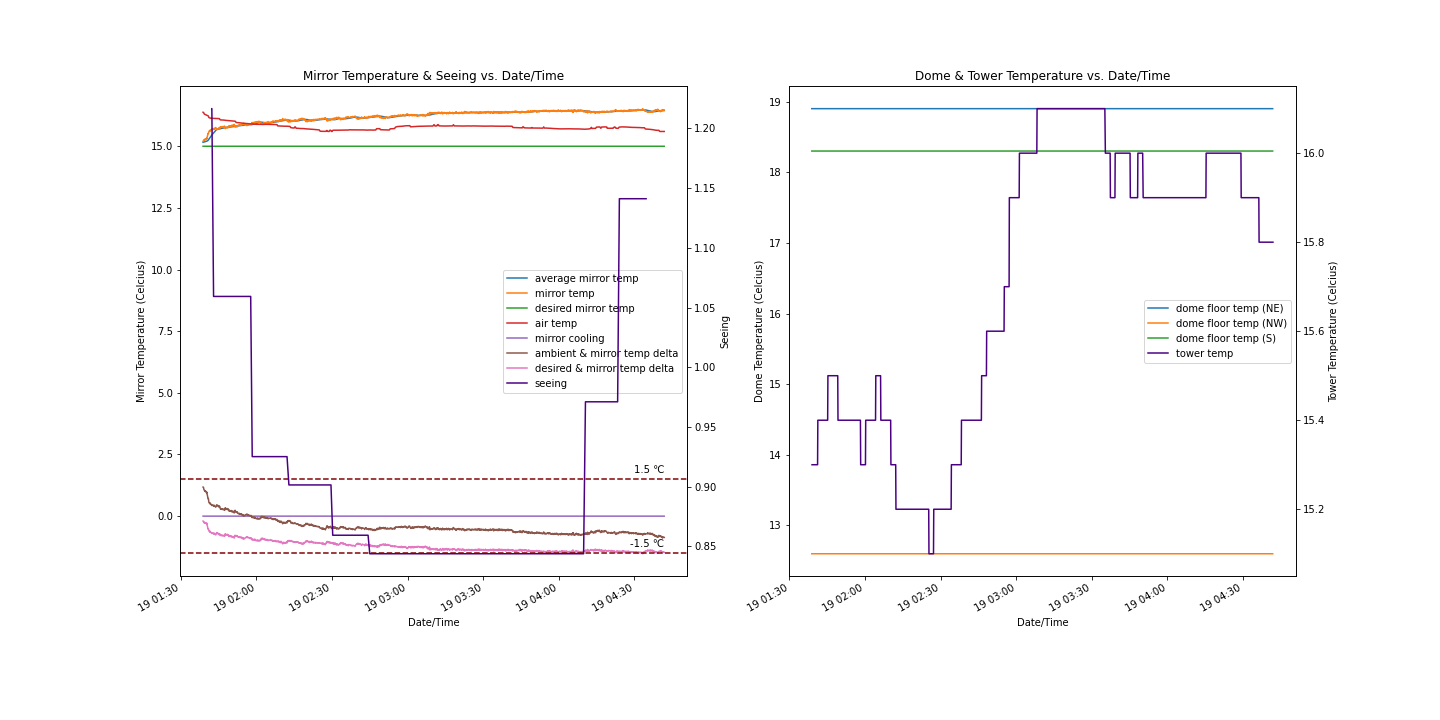 Mirror Temperature & Seeing vs. Date/Time
Mirror Temperature (Celcius)
15.0
12.5
10.0
7.5
5.0
2.5
0.0
1.20
1.15
1.10
1.05
1.00
0.95
0.90
0.85
Seeing
average mirror temp
mirror temp
desired mirror temp
air temp
mirror cooling
ambient & mirror temp delta
desired & mirror temp delta
seeing
1.5 °C
-1.5 °C
19 01:30
19 02:00
19 02:30
19 03:00
19 03:30
19 04:00
19 04:30
Date/Time
Dome & Tower Temperature vs. Date/Time
Dome Temperature (Celcius)
19
18
17
16
15
14
13
16.0
15.8
15.6
15.4
15.2
Tower Temperature (Celcius)
dome floor temp (NE)
dome floor temp (NW)
dome floor temp (S)
tower temp
19 01:30
19 02:00
19 02:30
19 03:00
19 03:30
19 04:00
19 04:30
Date/Time